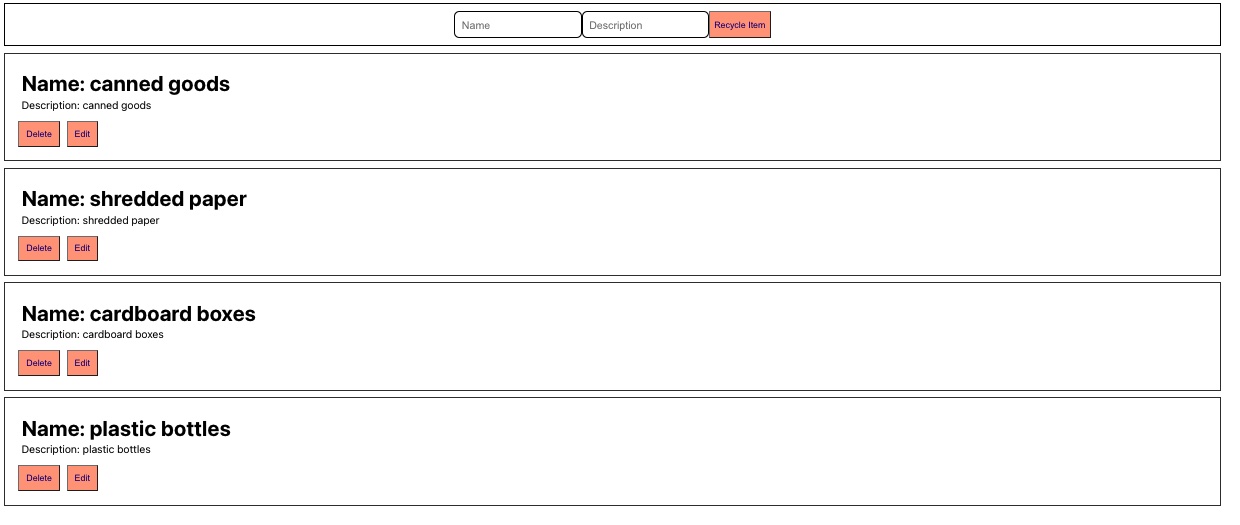 Name Description Recycle Item
Name: canned goods
Description: canned goods
Delete Edit
Name: shredded paper
Description: shredded paper
Delete Edit
Name: cardboard boxes
Description: cardboard boxes
Delete Edit
Name: plastic bottles
Description: plastic bottles
Delete Edit